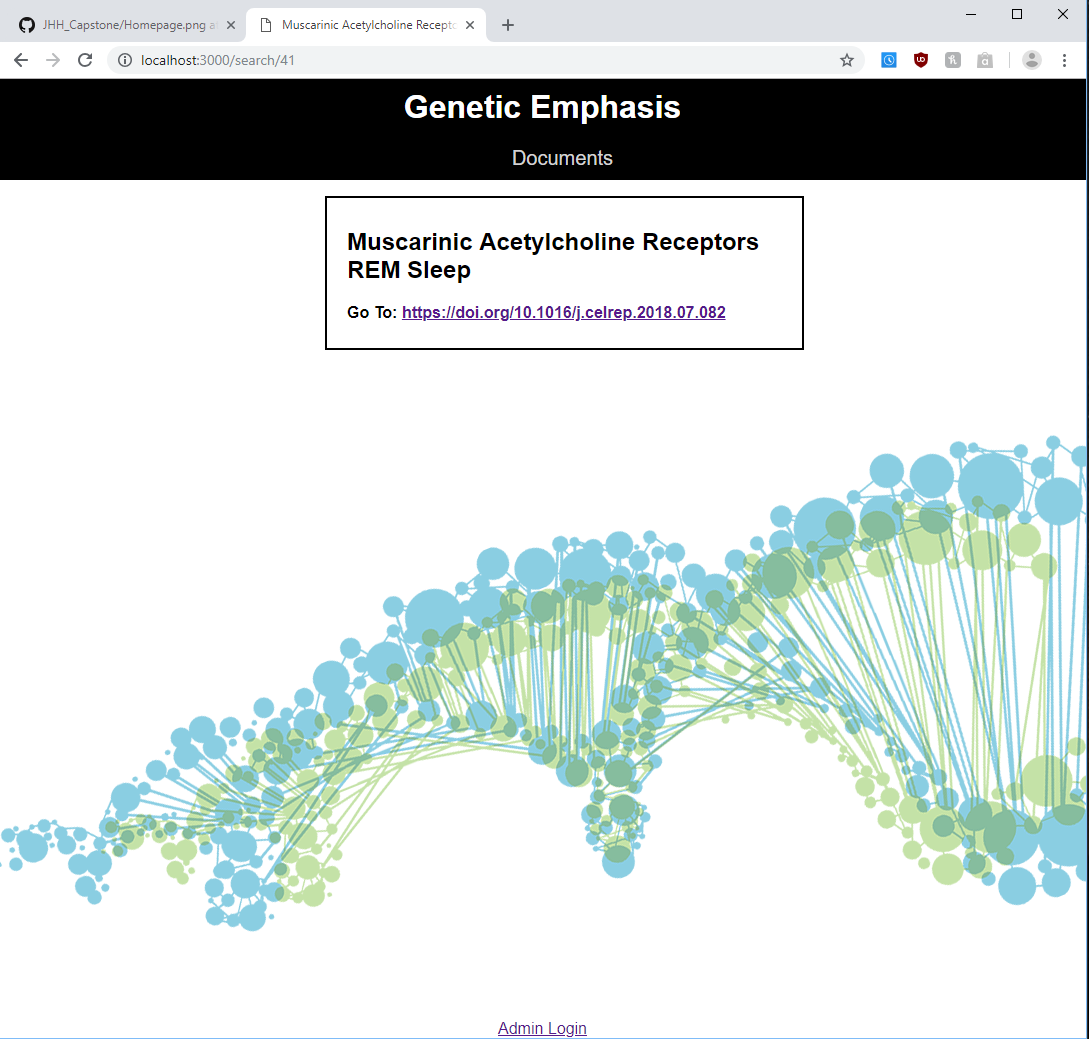 JHH_Capstone/Homepage.png a
Muscarinic Acetylcholine Recepto
localhost:3000/search/41
Genetic Emphasis
Documents
Muscarinic Acetylcholine Receptors
REM Sleep
Go To: https://doi.org/10.1016/j.celrep.2018.07.082
Admin Login